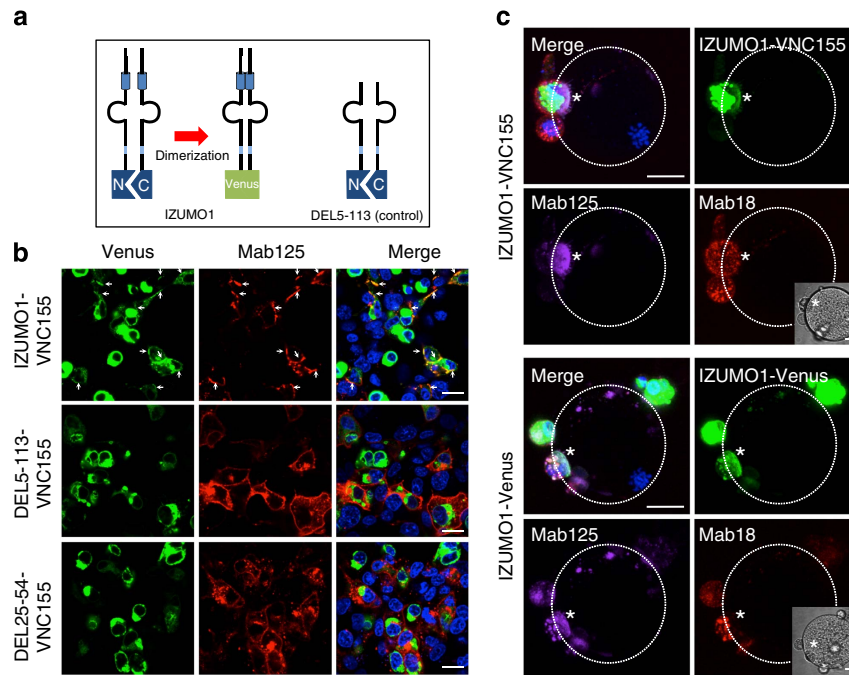 a
N C
Dimerization
Venus
IZUMO1
DEL5-113 (control)
b
Venus
Mab125
Merge
IZUMO1-
VNC155
DEL5-113-
VNC155
DEL25-54-
VNC155
c
IZUMO1-VNC155
Merge
*
IZUMO1-VNC155
*
Mab125
*
Mab18
*
*
IZUMO1-Venus
Merge
*
IZUMO1-Venus
*
Mab125
*
Mab18
*
*